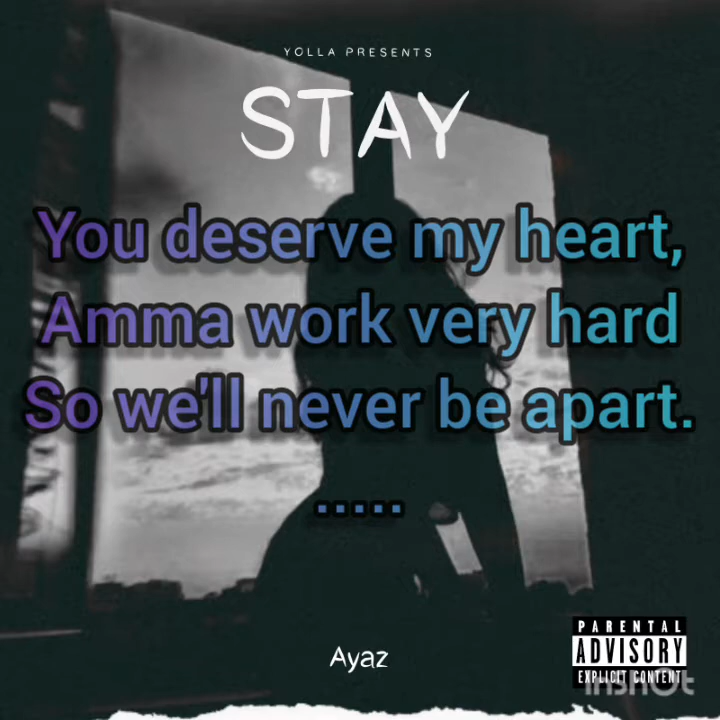 YOLLA PRESENTS
STAY
You deserve my heart,
Amma work very hard
So we'll never be apart.
.....
Ayaz
PARENTAL
ADVISORY
EXPLICIT CONTENT
InShOt